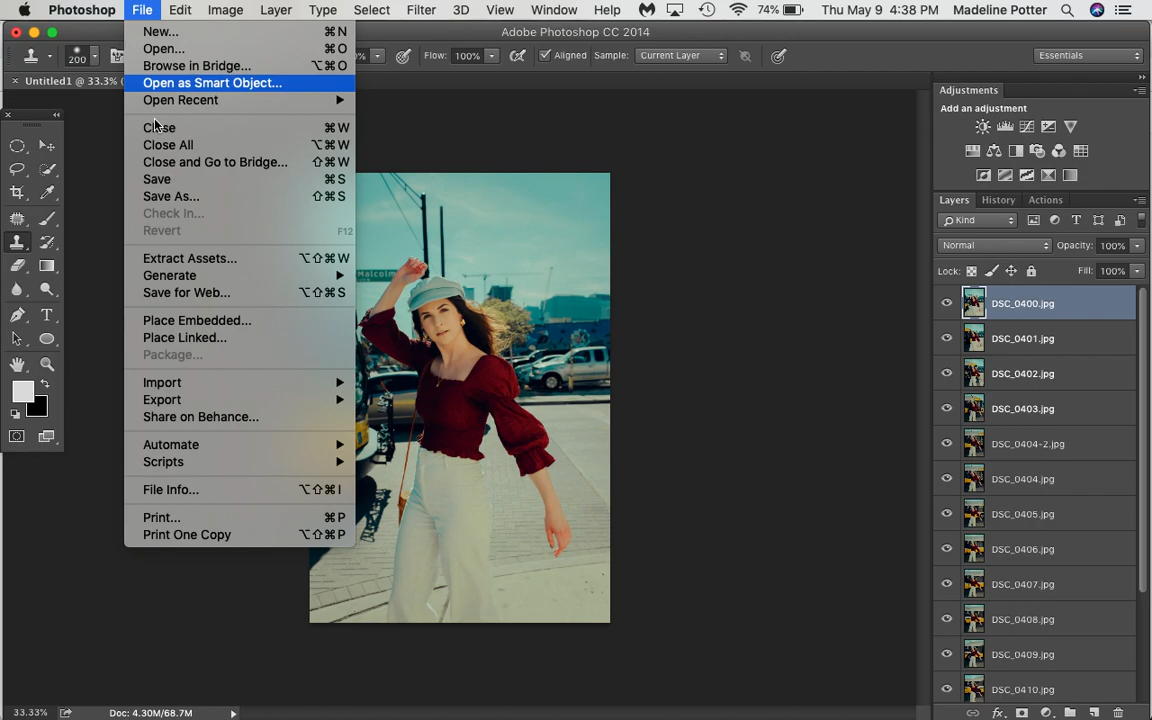 Photoshop File Edit Image Layer Type Select Filter 3D View Window Help 74% Thu May 9 4:38 PM Madeline Potter
Adobe Photoshop CC 2014
200 % Flow: 100% Aligned Sample: Current Layer Essentials
Untitled1 @ 33.3% (
New... ⌘N
Open... ⌘O
Browse in Bridge... ⌥⌘O
Open as Smart Object...
Open Recent
Close ⌘W
Close All ⌥⌘W
Close and Go to Bridge... ⇧⌘W
Save ⌘S
Save As... ⇧⌘S
Check In...
Revert F12
Extract Assets... ⌥⇧⌘W
Generate
Save for Web... ⌥⇧⌘S
Place Embedded...
Place Linked...
Package...
Import
Export
Share on Behance...
Automate
Scripts
File Info... ⌥⇧⌘I
Print... ⌘P
Print One Copy ⌥⇧⌘P
Malcolm
Adjustments
Add an adjustment
Layers History Actions
Kind
Normal Opacity: 100%
Lock: Fill: 100%
DSC_0400.jpg
DSC_0401.jpg
DSC_0402.jpg
DSC_0403.jpg
DSC_0404-2.jpg
DSC_0404.jpg
DSC_0405.jpg
DSC_0406.jpg
DSC_0407.jpg
DSC_0408.jpg
DSC_0409.jpg
DSC_0410.jpg
33.33% Doc: 4.30M/68.7M